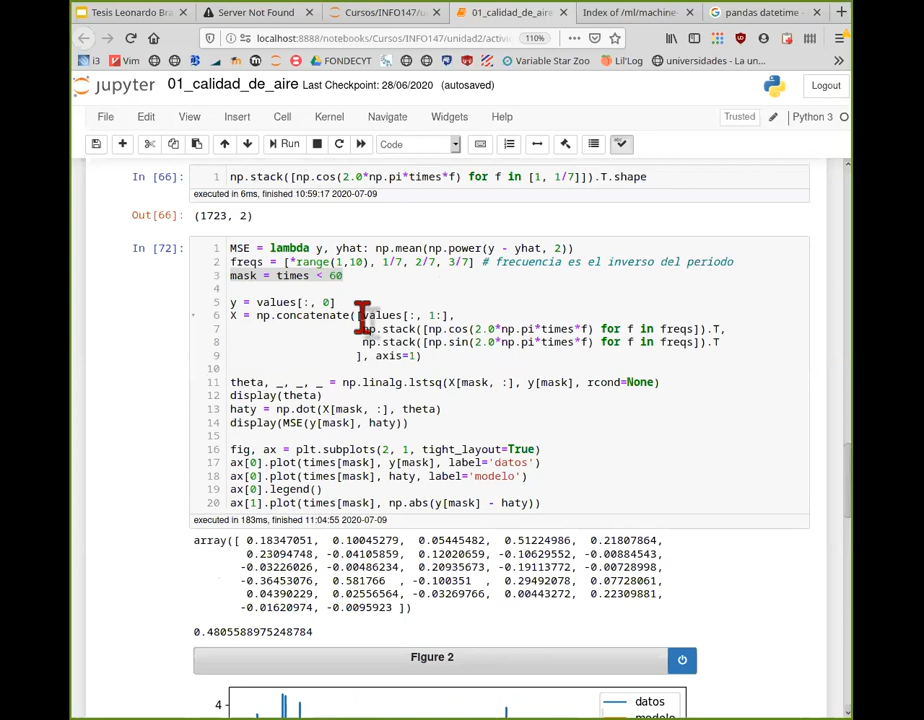 Tesis Leonardo Bra
Server Not Found
Cursos/INFO147/u
01_calidad_de_aire
Index of /ml/machine-
pandas datetime
localhost:8888/notebooks/Cursos/INFO147/unidad2/activ
110%
i3
Vim
FONDECYT
Variable Star Zoo
Lil'Log
universidades - La un...
jupyter 01_calidad_de_aire Last Checkpoint: 28/06/2020 (autosaved)
Logout
File Edit View Insert Cell Kernel Navigate Widgets Help
Trusted
Python 3
Run
Code
In [66]: 1 np.stack([np.cos(2.0*np.pi*times*f) for f in [1, 1/7]]).T.shape
executed in 6ms, finished 10:59:17 2020-07-09
Out[66]: (1723, 2)
In [72]: 1 MSE = lambda y, yhat: np.mean(np.power(y - yhat, 2))
2 freqs = [*range(1,10), 1/7, 2/7, 3/7] # frecuencia es el inverso del periodo
3 mask = times < 60
4
5 y = values[:, 0]
6 X = np.concatenate([values[:, 1:],
7 np.stack([np.cos(2.0*np.pi*times*f) for f in freqs]).T,
8 np.stack([np.sin(2.0*np.pi*times*f) for f in freqs]).T
9 ], axis=1)
10
11 theta, _, _, _ = np.linalg.lstsq(X[mask, :], y[mask], rcond=None)
12 display(theta)
13 haty = np.dot(X[mask, :], theta)
14 display(MSE(y[mask], haty))
15
16 fig, ax = plt.subplots(2, 1, tight_layout=True)
17 ax[0].plot(times[mask], y[mask], label='datos')
18 ax[0].plot(times[mask], haty, label='modelo')
19 ax[0].legend()
20 ax[1].plot(times[mask], np.abs(y[mask] - haty))
executed in 183ms, finished 11:04:55 2020-07-09
array([ 0.18347051, 0.10045279, 0.05445482, 0.51224986, 0.21807864,
0.23094748, -0.04105859, 0.12020659, -0.10629552, -0.00884543,
-0.03226026, -0.00486234, 0.20935673, -0.19113772, -0.00728998,
-0.36453076, 0.581766 , -0.100351 , 0.29492078, 0.07728061,
0.04390229, 0.02556564, -0.03269766, 0.00443272, 0.22309881,
-0.01620974, -0.0095923 ])
0.4805588975248784
Figure 2
4
datos
modelo